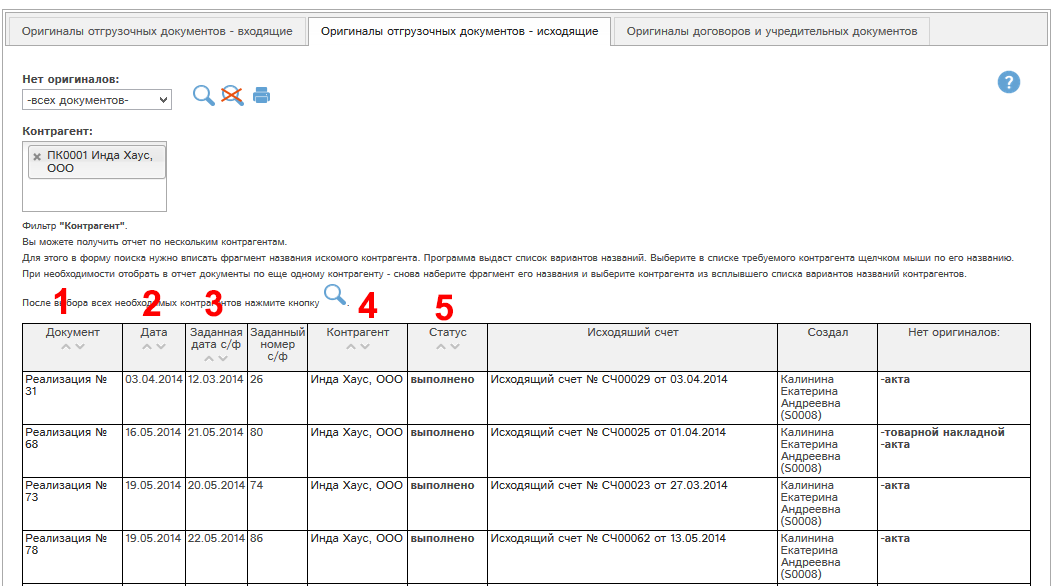 Оригиналы отгрузочных документов - входящие
Оригиналы отгрузочных документов - исходящие
Оригиналы договоров и учредительных документов
Нет оригиналов:
-всех документов-
?
Контрагент:
ПК0001 Инда Хаус,
ООО
Фильтр "Контрагент".
Вы можете получить отчет по нескольким контрагентам.
Для этого в форму поиска нужно вписать фрагмент названия искомого контрагента. Программа выдаст список вариантов названий. Выберите в списке требуемого контрагента щелчком мыши по его названию.
При необходимости отобрать в отчет документы по еще одному контрагенту - снова наберите фрагмент его названия и выберите контрагента из всплывшего списка вариантов названий контрагентов.
После выбора всех необходимых контрагентов нажмите кнопку .
1 2 3 4 5
Документ Дата Заданная дата с/ф Заданный номер с/ф Контрагент Статус Исходящий счет Создал Нет оригиналов:
Реализация № 03.04.2014 12.03.2014 26 Инда Хаус, ООО выполнено Исходящий счет № СЧ00029 от 03.04.2014 Калинина -акта
31 Екатерина
Андреевна
(S0008)
Реализация № 16.05.2014 21.05.2014 80 Инда Хаус, ООО выполнено Исходящий счет № СЧ00025 от 01.04.2014 Калинина -товарной накладной
68 Екатерина -акта
Андреевна
(S0008)
Реализация № 19.05.2014 20.05.2014 74 Инда Хаус, ООО выполнено Исходящий счет № СЧ00023 от 27.03.2014 Калинина -акта
73 Екатерина
Андреевна
(S0008)
Реализация № 19.05.2014 22.05.2014 86 Инда Хаус, ООО выполнено Исходящий счет № СЧ00062 от 13.05.2014 Калинина -акта
78 Екатерина
Андреевна
(S0008)